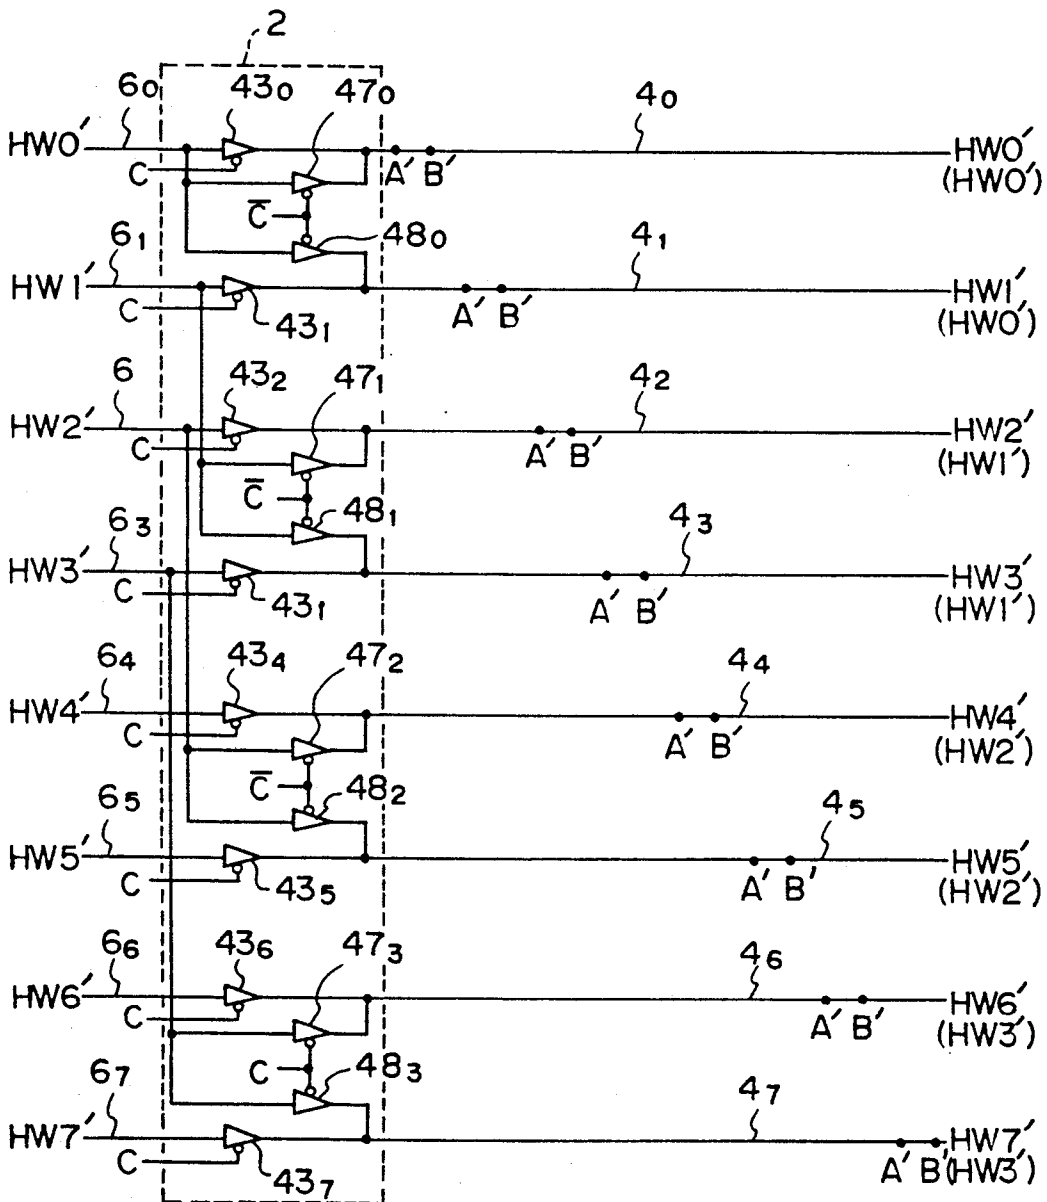 2
6₀ 43₀ 47₀ 4₀
HW0′ HW0′
C A′ B′ (HW0′)
C̅
6₁ 48₀ 4₁
HW1′ HW1′
C 43₁ A′ B′ (HW0′)
6 43₂ 47₁ 4₂
HW2′ HW2′
C A′ B′ (HW1′)
C̅
6₃ 48₁ 4₃
HW3′ HW3′
C 43₁ A′ B′ (HW1′)
6₄ 43₄ 47₂ 4₄
HW4′ HW4′
C A′ B′ (HW2′)
C̅ 48₂
6₅ 4₅
HW5′ HW5′
C 43₅ A′ B′ (HW2′)
6₆ 43₆ 47₃ 4₆
HW6′ HW6′
C A′ B′ (HW3′)
C 48₃
6₇ 4₇
HW7′ HW7′
C 43₇ A′ B′ (HW3′)